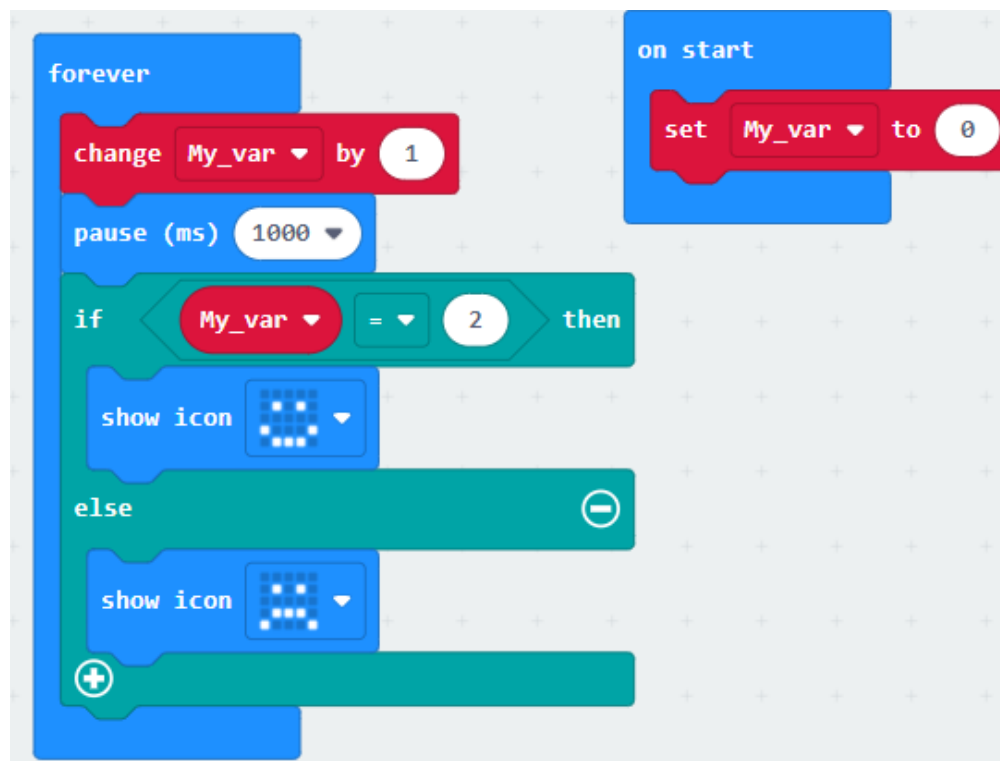 forever
change My_var by 1
pause (ms) 1000
if My_var = 2 then
show icon
else
show icon
on start
set My_var to 0